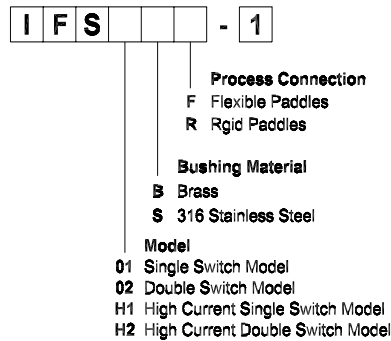 I F S - 1
Process Connection
F Flexible Paddles
R Rgid Paddles
Bushing Material
B Brass
S 316 Stainless Steel
Model
01 Single Switch Model
02 Double Switch Model
H1 High Current Single Switch Model
H2 High Current Double Switch Model